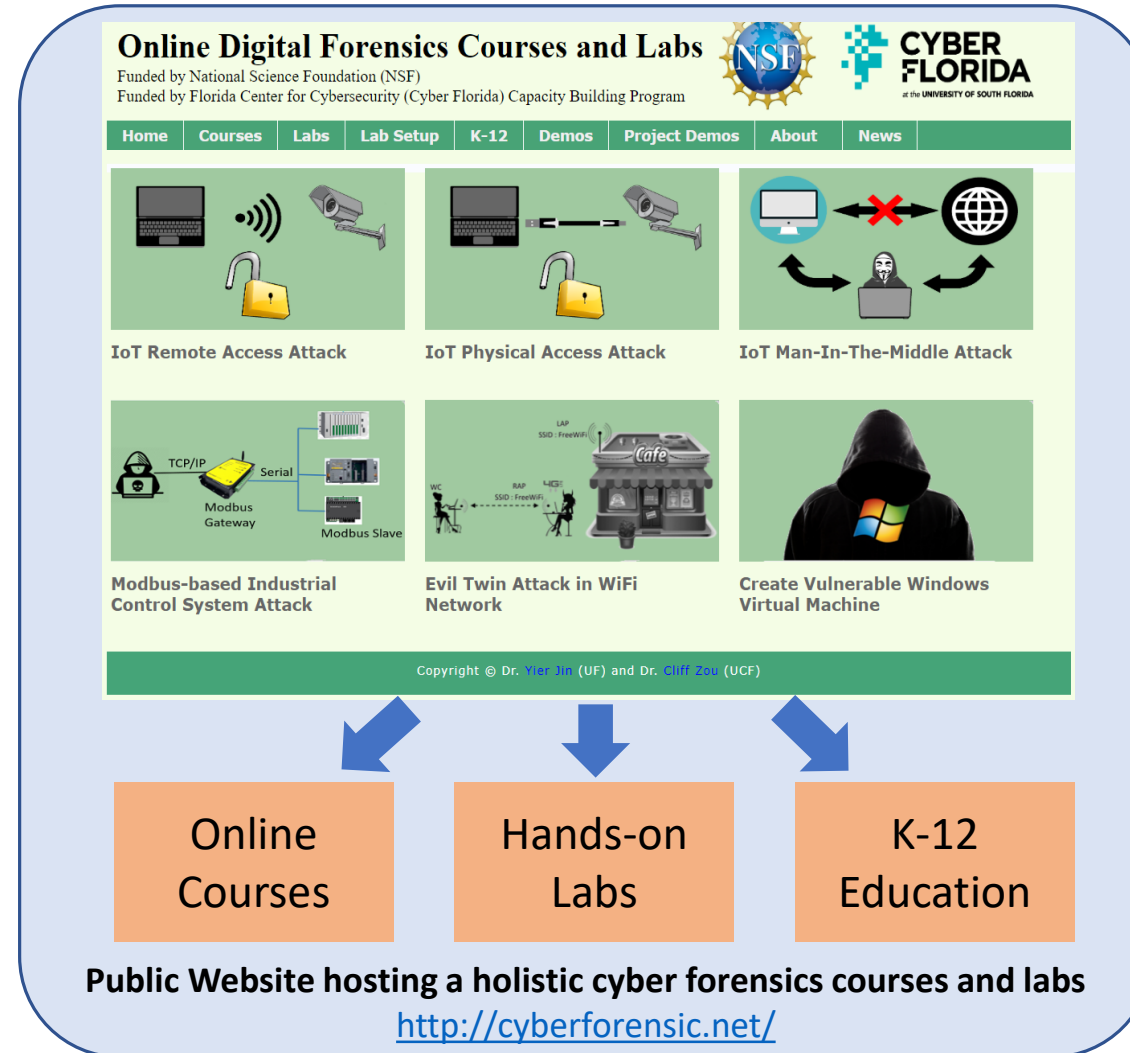 Online Digital Forensics Courses and Labs
Funded by National Science Foundation (NSF)
Funded by Florida Center for Cybersecurity (Cyber Florida) Capacity Building Program
NSF
CYBER
FLORIDA
at the UNIVERSITY OF SOUTH FLORIDA
Home Courses Labs Lab Setup K-12 Demos Project Demos About News
IoT Remote Access Attack
IoT Physical Access Attack
IoT Man-In-The-Middle Attack
TCP/IP
Serial
Modbus
Gateway
Modbus Slave
LAP
SSID : FreeWiFi
Cafe
WC
RAP
SSID : FreeWiFi
4G
Modbus-based Industrial
Control System Attack
Evil Twin Attack in WiFi
Network
Create Vulnerable Windows
Virtual Machine
Copyright © Dr. Yier Jin (UF) and Dr. Cliff Zou (UCF)
Online
Courses
Hands-on
Labs
K-12
Education
Public Website hosting a holistic cyber forensics courses and labs
http://cyberforensic.net/